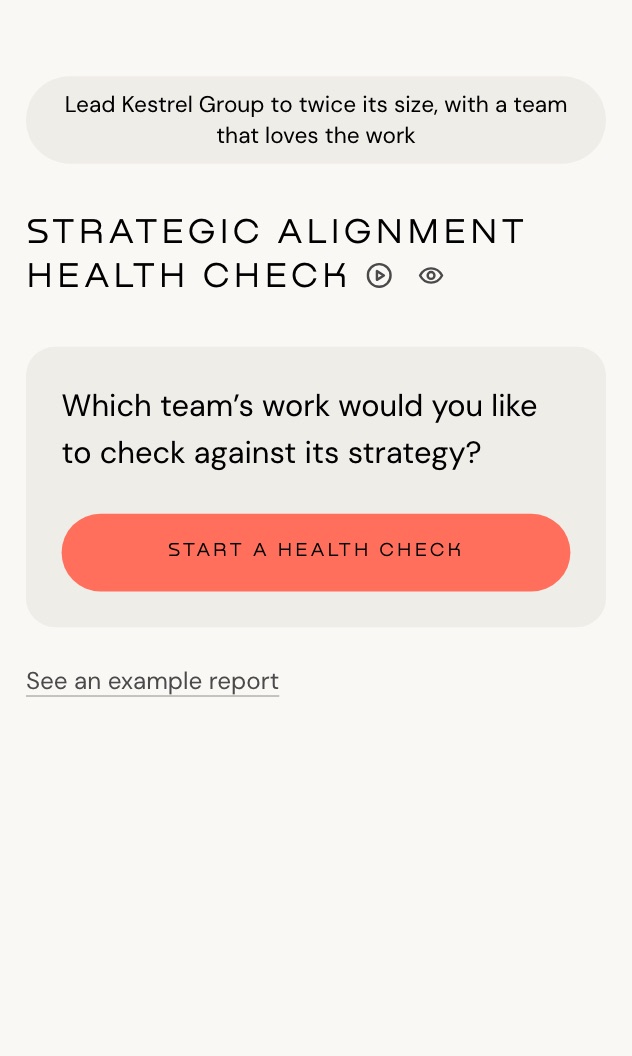 Lead Kestrel Group to twice its size, with a team
that loves the work
STRATEGIC ALIGNMENT
HEALTH CHECK
Which team’s work would you like
to check against its strategy?
START A HEALTH CHECK
See an example report